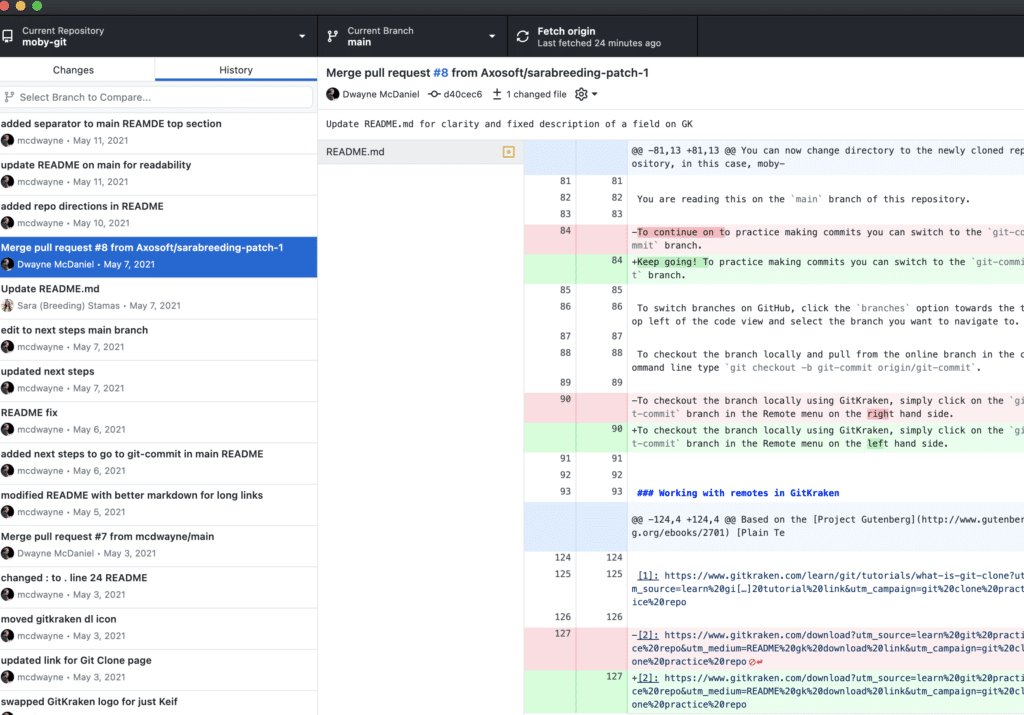 Current Repository
moby-git
Current Branch
main
Fetch origin
Last fetched 24 minutes ago
Changes
History
Select Branch to Compare...
added separator to main REAMDE top section
mcdwayne • May 11, 2021
update README on main for readability
mcdwayne • May 11, 2021
added repo directions in README
mcdwayne • May 10, 2021
Merge pull request #8 from Axosoft/sarabreeding-patch-1
Dwayne McDaniel • May 7, 2021
Update README.md
Sara (Breeding) Stamas • May 7, 2021
edit to next steps main branch
mcdwayne • May 7, 2021
updated next steps
mcdwayne • May 7, 2021
README fix
mcdwayne • May 6, 2021
added next steps to go to git-commit in main README
mcdwayne • May 6, 2021
modified README with better markdown for long links
mcdwayne • May 5, 2021
Merge pull request #7 from mcdwayne/main
Dwayne McDaniel • May 3, 2021
changed : to . line 24 README
mcdwayne • May 3, 2021
moved gitkraken dl icon
mcdwayne • May 3, 2021
updated link for Git Clone page
mcdwayne • May 3, 2021
swapped GitKraken logo for just Keif
Merge pull request #8 from Axosoft/sarabreeding-patch-1
Dwayne McDaniel d40cec6 1 changed file
Update README.md for clarity and fixed description of a field on GK
README.md
@@ -81,13 +81,13 @@ You can now change directory to the newly cloned rep
ository, in this case, moby-
81 81
82 82 You are reading this on the `main` branch of this repository.
83 83
84 -To continue on to practice making commits you can switch to the `git-co
mmit` branch.
84 +Keep going! To practice making commits you can switch to the `git-commi
t` branch.
85 85
86 86 To switch branches on GitHub, click the `branches` option towards the t
op left of the code view and select the branch you want to navigate to.
87 87
88 88 To checkout the branch locally and pull from the online branch in the c
ommand line type `git checkout -b git-commit origin/git-commit`.
89 89
90 -To checkout the branch locally using GitKraken, simply click on the `gi
t-commit` branch in the Remote menu on the right hand side.
90 +To checkout the branch locally using GitKraken, simply click on the `gi
t-commit` branch in the Remote menu on the left hand side.
91 91
92 92
93 93 ### Working with remotes in GitKraken
@@ -124,4 +124,4 @@ Based on the [Project Gutenberg](http://www.gutenber
g.org/ebooks/2701) [Plain Te
124 124
125 125 [1]: https://www.gitkraken.com/learn/git/tutorials/what-is-git-clone?ut
m_source=learn%20gi[…]20tutorial%20link&utm_campaign=git%20clone%20pract
ice%20repo
126 126
127 -[2]: https://www.gitkraken.com/download?utm_source=learn%20git%20practi
ce%20repo&utm_medium=README%20gk%20download%20link&utm_campaign=git%20cl
one%20practice%20repo
127 +[2]: https://www.gitkraken.com/download?utm_source=learn%20git%20practi
ce%20repo&utm_medium=README%20gk%20download%20link&utm_campaign=git%20cl
one%20practice%20repo